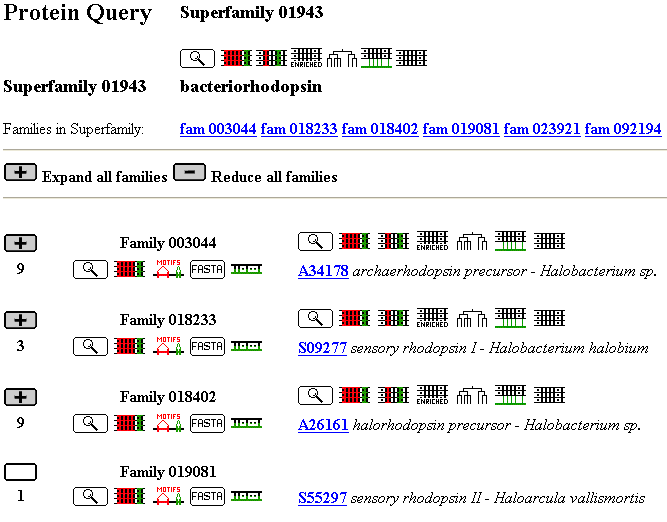 Protein Query Superfamily 01943
ENRICHED
Superfamily 01943 bacteriorhodopsin
Families in Superfamily: fam 003044 fam 018233 fam 018402 fam 019081 fam 023921 fam 092194
+ Expand all families - Reduce all families
+ Family 003044
ENRICHED
9 MOTIFS FASTA A34178 archaerhodopsin precursor - Halobacterium sp.
+ Family 018233
ENRICHED
3 MOTIFS FASTA S09277 sensory rhodopsin I - Halobacterium halobium
+ Family 018402
ENRICHED
9 MOTIFS FASTA A26161 halorhodopsin precursor - Halobacterium sp.
Family 019081
1 MOTIFS FASTA S55297 sensory rhodopsin II - Haloarcula vallismortis